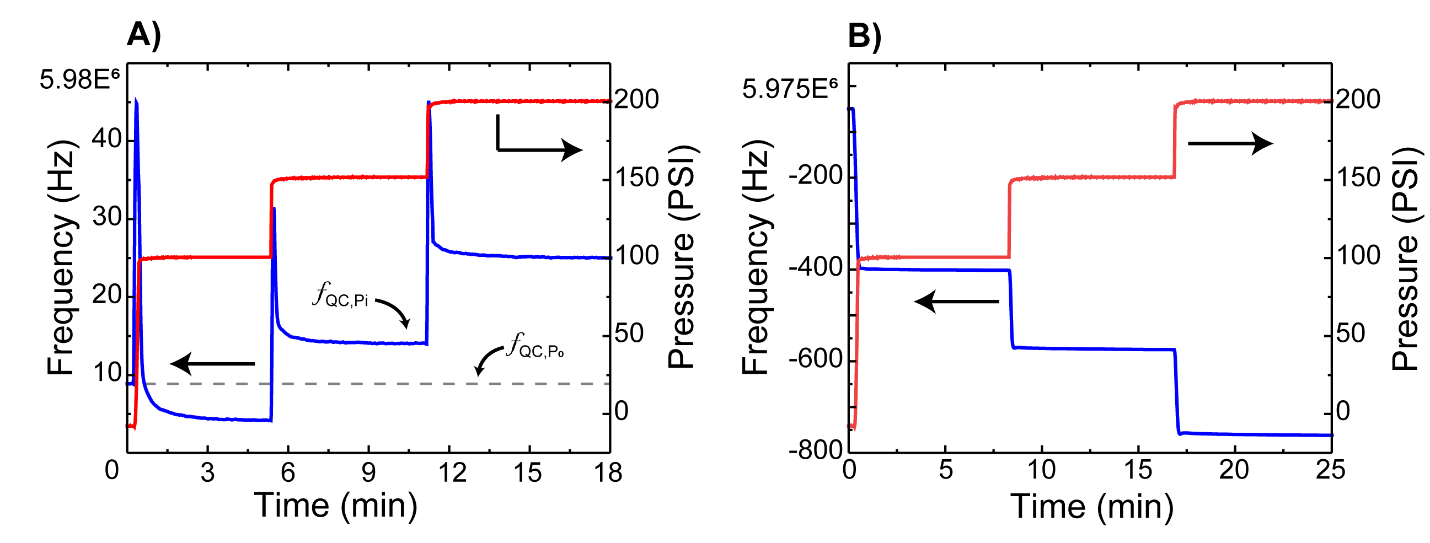 A)
5.98E⁶
40
30
20
10
Frequency (Hz)
200
150
100
50
0
Pressure (PSI)
fQC,Pi
fQC,P₀
0 3 6 9 12 15 18
Time (min)
B)
5.975E⁶
-200
-400
-600
-800
Frequency (Hz)
200
150
100
50
0
Pressure (PSI)
0 5 10 15 20 25
Time (min)